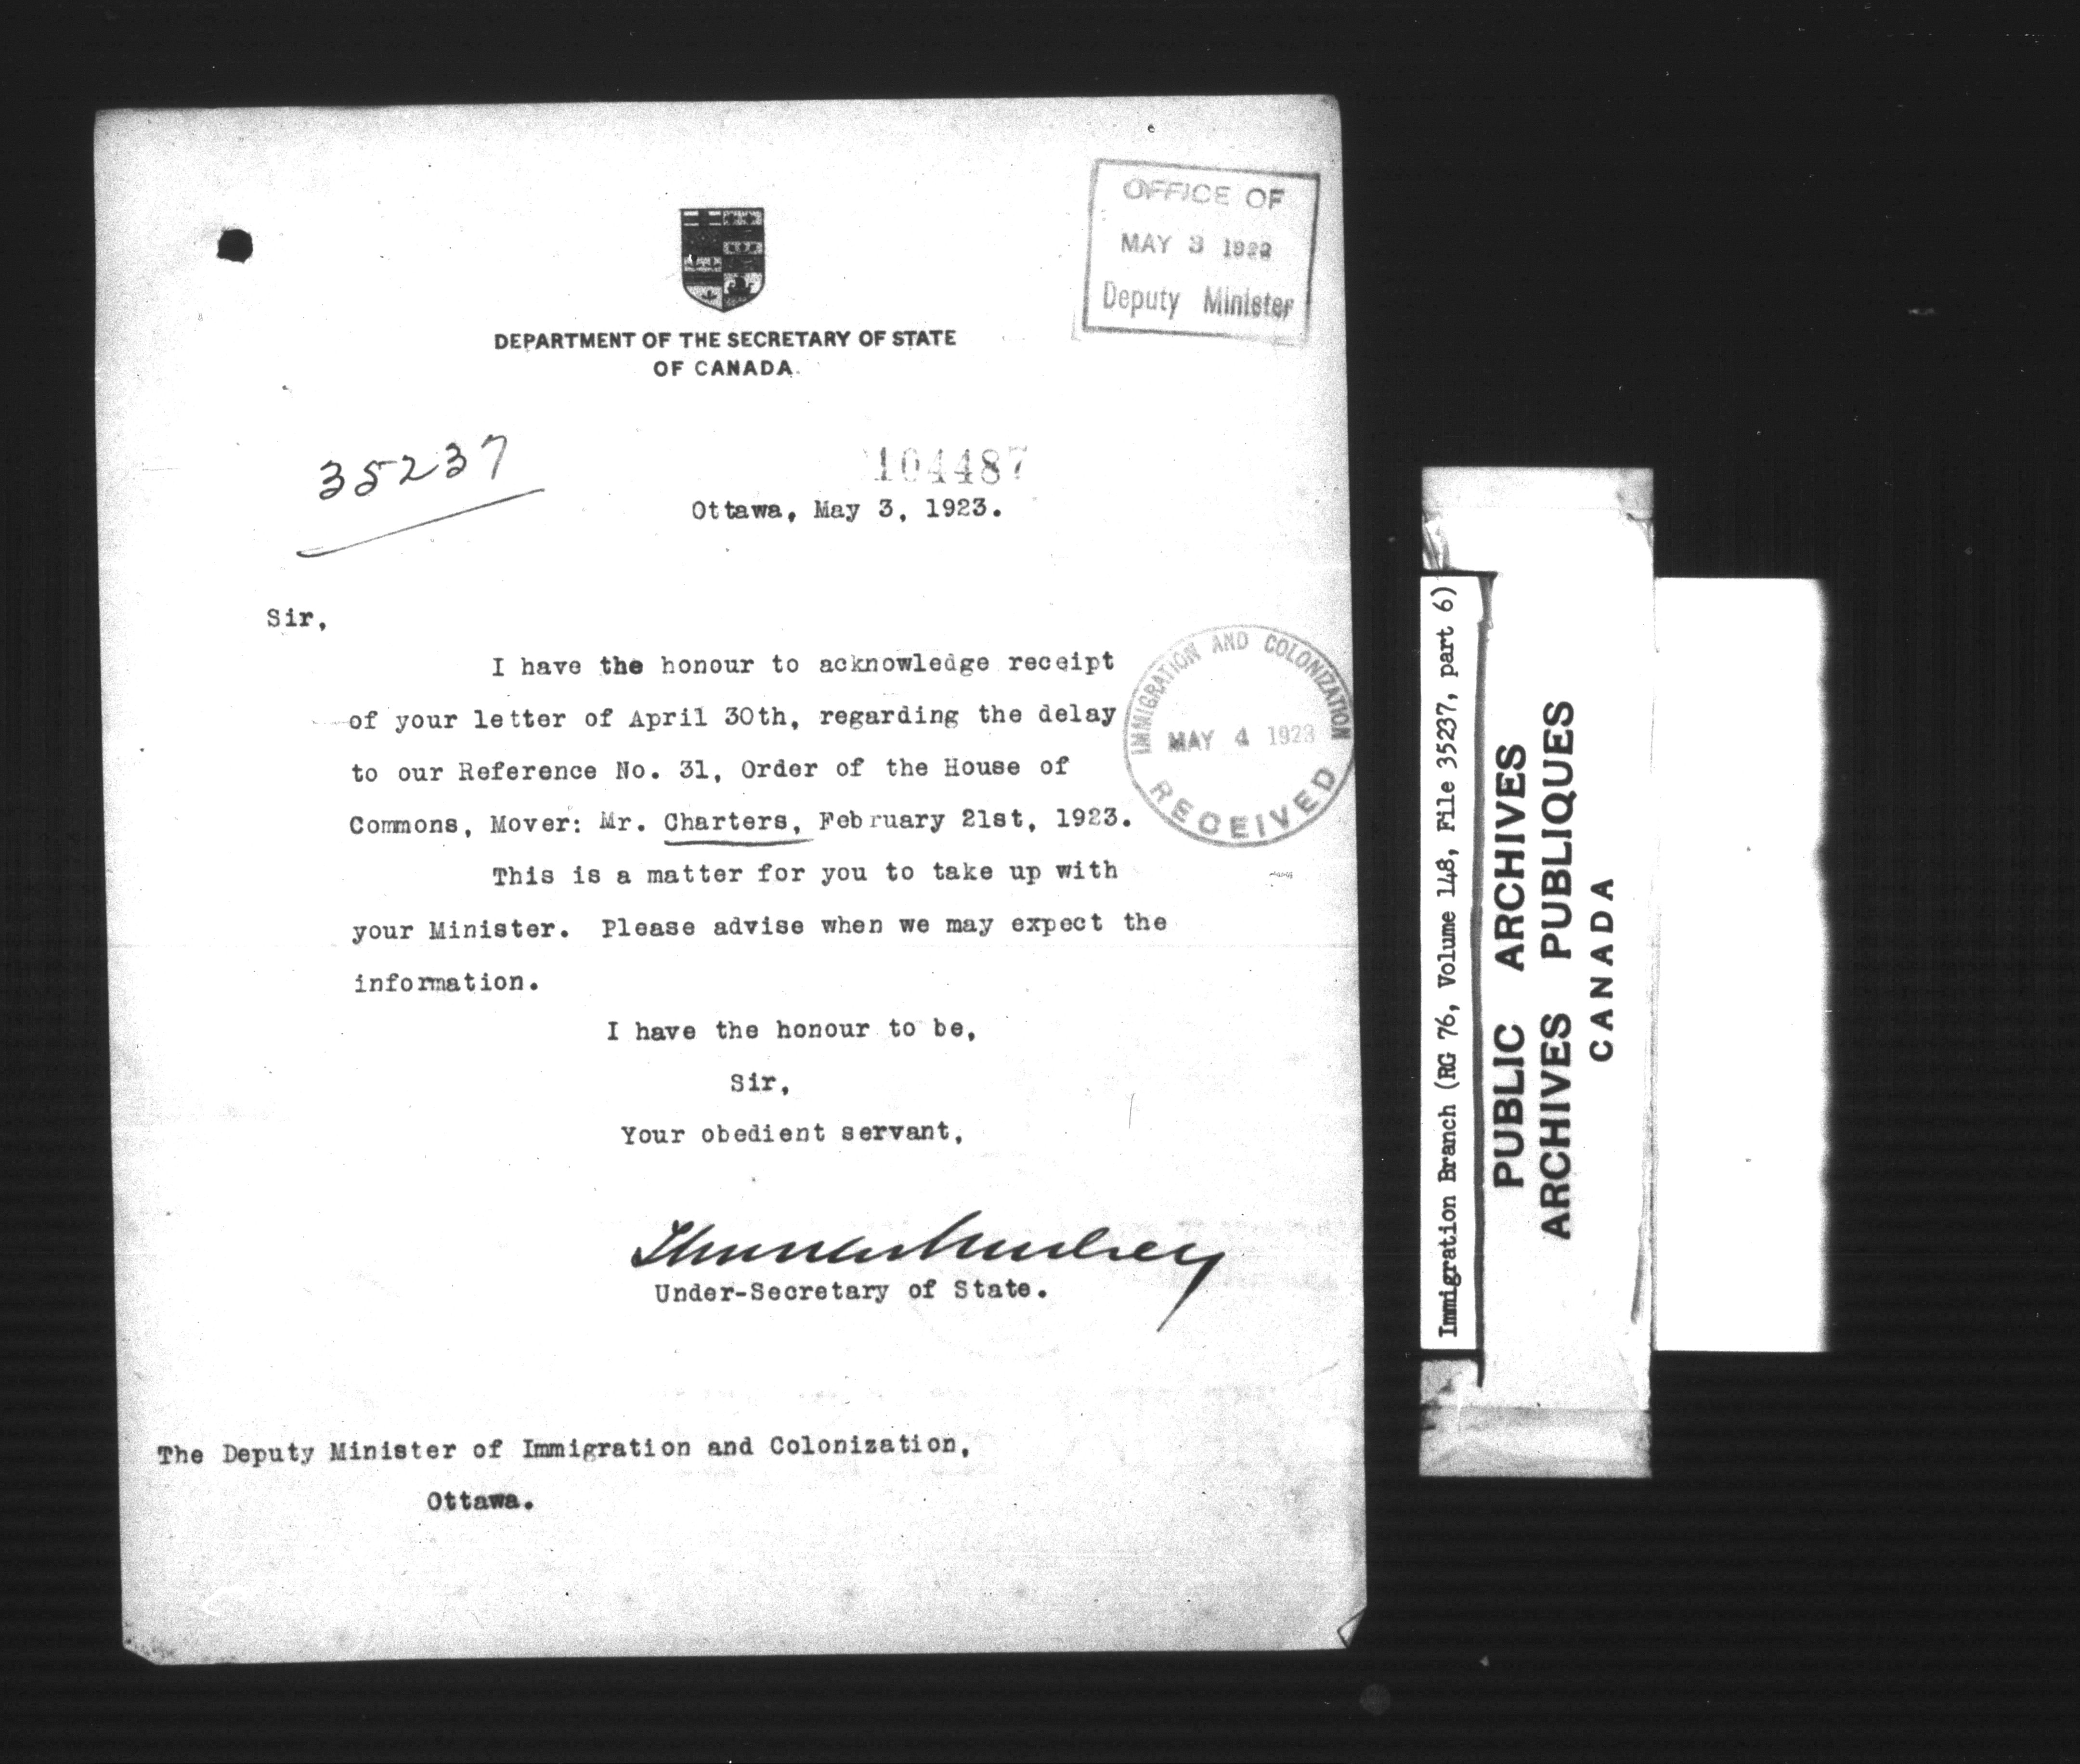 OFFICE OF
MAY 3 1923
Deputy Minister
DEPARTMENT OF THE SECRETARY OF STATE
OF CANADA.
35237
104487
Ottawa, May 3, 1923.
Sir,
I have the honour to acknowledge receipt
of your letter of April 30th, regarding the delay
to our Reference No. 31, Order of the House of
Commons, Mover: Mr. Charters, February 21st, 1923.
IMMIGRATION AND COLONIZATION
MAY 4 1923
RECEIVED
This is a matter for you to take up with
your Minister. Please advise when we may expect the
information.
I have the honour to be,
Sir,
Your obedient servant,
Under-Secretary of State.
The Deputy Minister of Immigration and Colonization,
Ottawa.
Immigration Branch (RG 76, Volume 148, File 35237, part 6)
PUBLIC ARCHIVES
ARCHIVES PUBLIQUES
CANADA